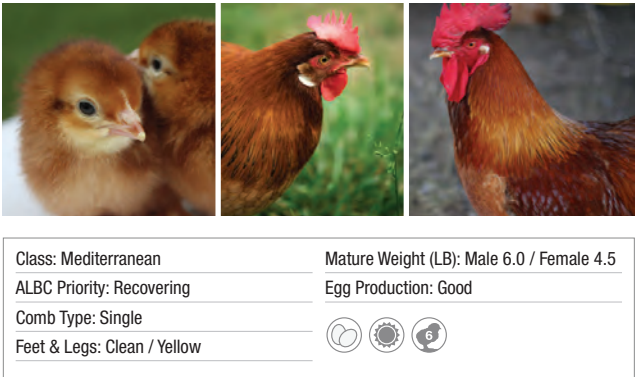 Class: Mediterranean
ALBC Priority: Recovering
Comb Type: Single
Feet & Legs: Clean / Yellow
Mature Weight (LB): Male 6.0 / Female 4.5
Egg Production: Good
6